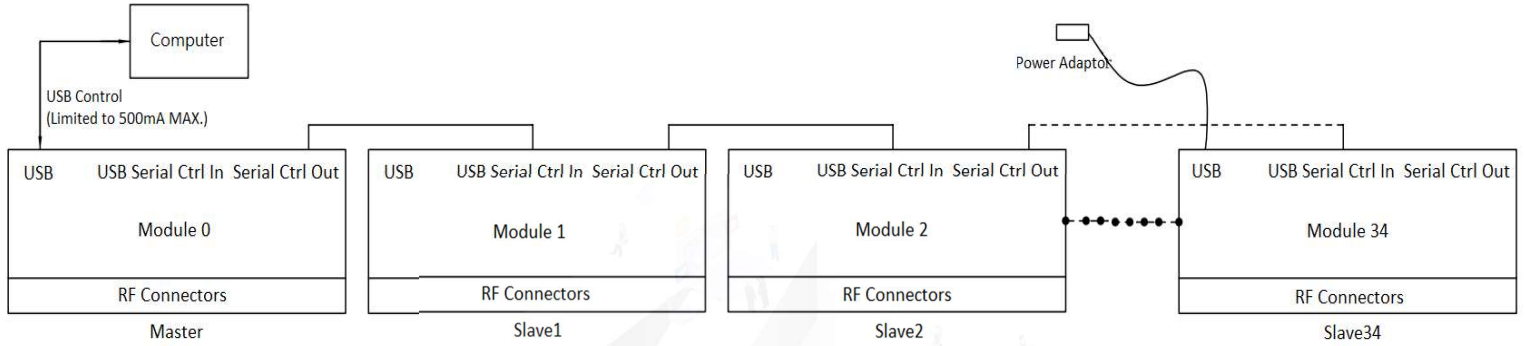 Computer
Power Adaptor
USB Control
(Limited to 500mA MAX.)
USB USB Serial Ctrl In Serial Ctrl Out
USB USB Serial Ctrl In Serial Ctrl Out
USB USB Serial Ctrl In Serial Ctrl Out
USB USB Serial Ctrl In Serial Ctrl Out
Module 0
Module 1
Module 2
Module 34
RF Connectors
RF Connectors
RF Connectors
RF Connectors
Master
Slave1
Slave2
Slave34